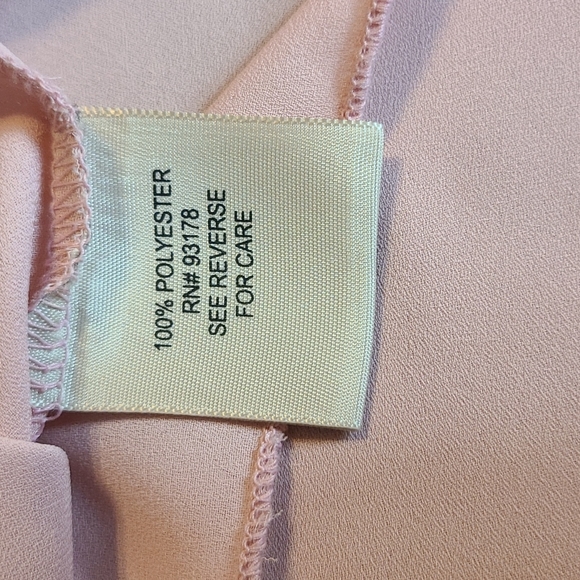 100% POLYESTER
RN# 93178
SEE REVERSE
FOR CARE